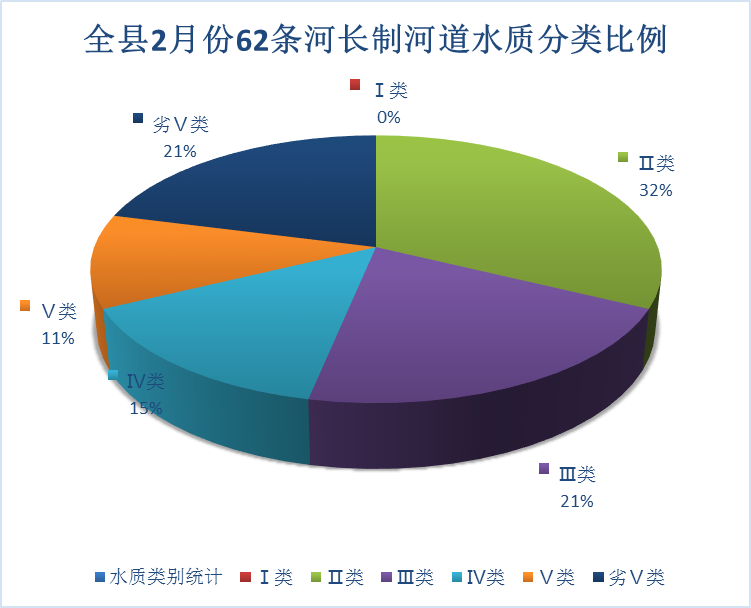 全县2月份62条河长制河道水质分类比例
Ⅰ类
0%
劣Ⅴ类
21%
Ⅱ类
32%
Ⅴ类
11%
Ⅳ类
15%
Ⅲ类
21%
水质类别统计 Ⅰ类 Ⅱ类 Ⅲ类 Ⅳ类 Ⅴ类 劣Ⅴ类